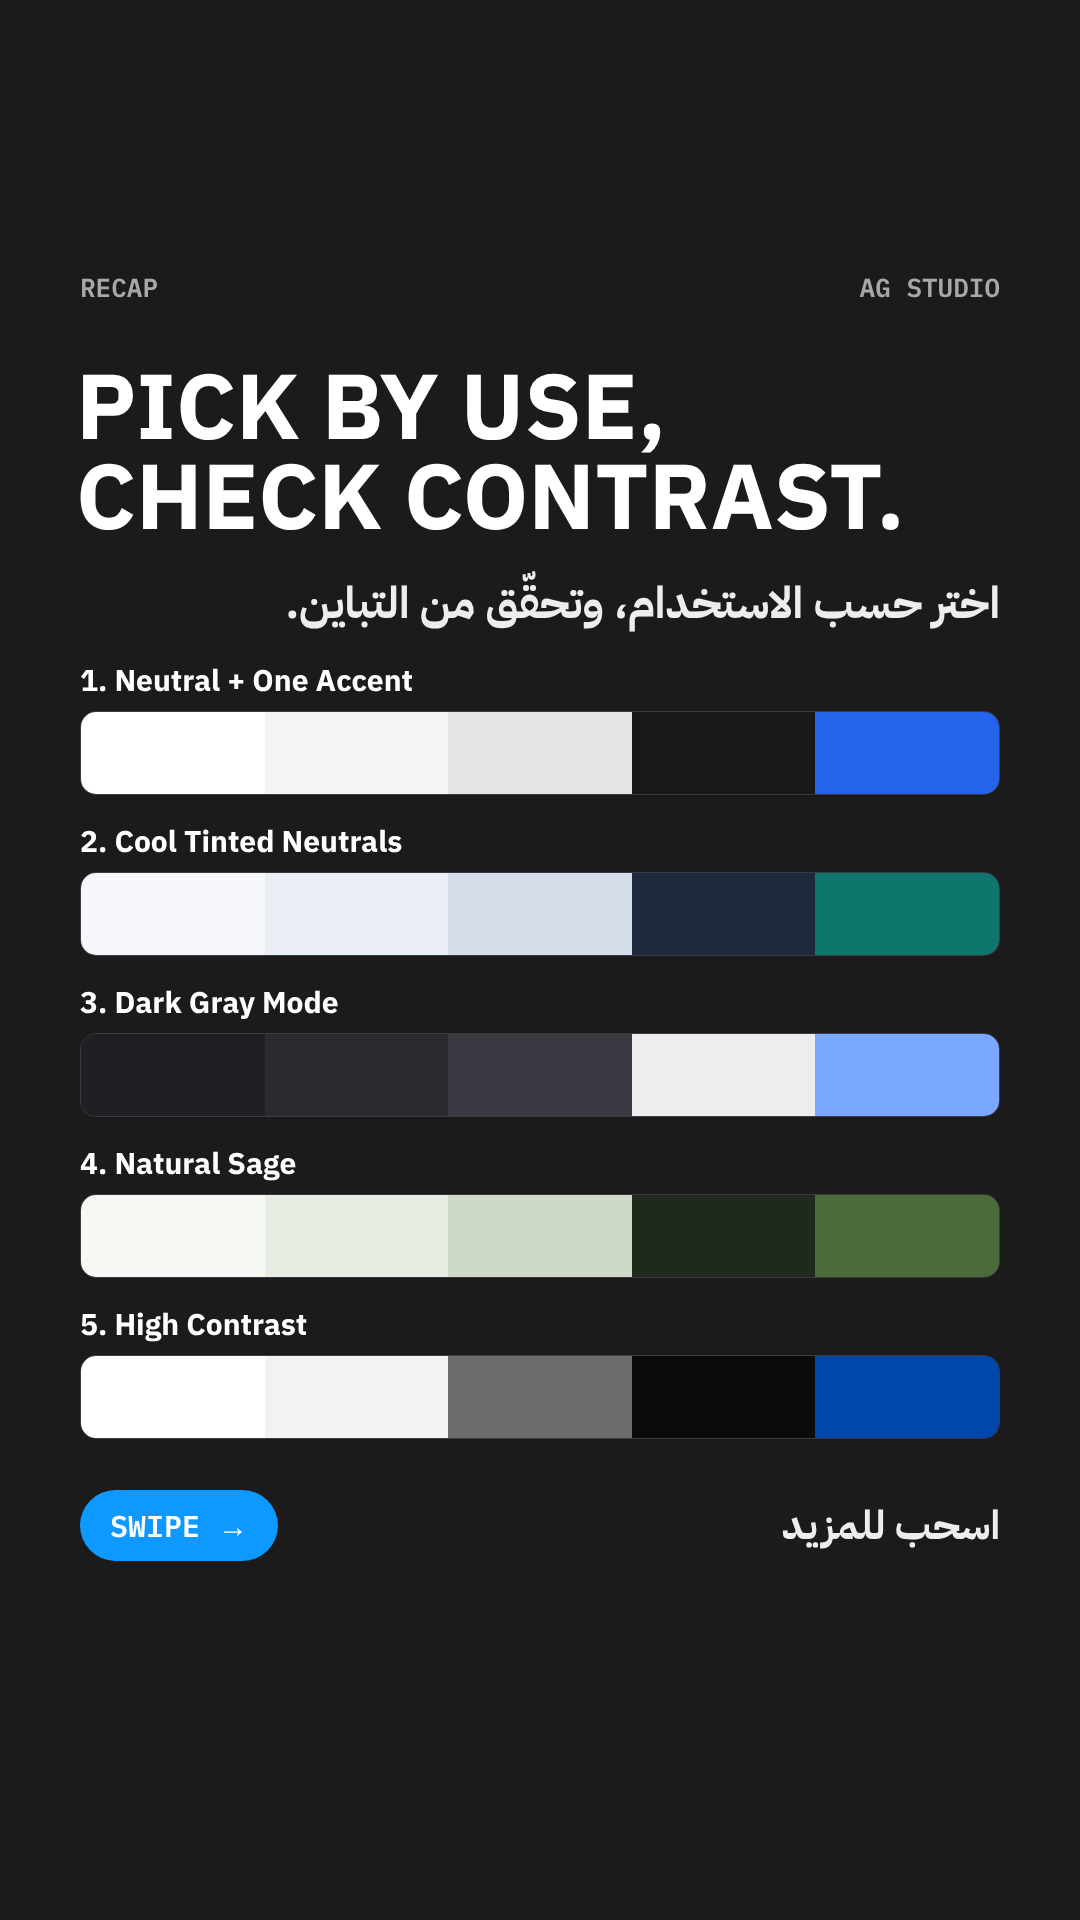 RECAP
AG STUDIO
PICK BY USE,
CHECK CONTRAST.
اختر حسب الاستخدام، وتحقّق من التباين.
1. Neutral + One Accent
2. Cool Tinted Neutrals
3. Dark Gray Mode
4. Natural Sage
5. High Contrast
SWIPE →
اسحب للمزيد